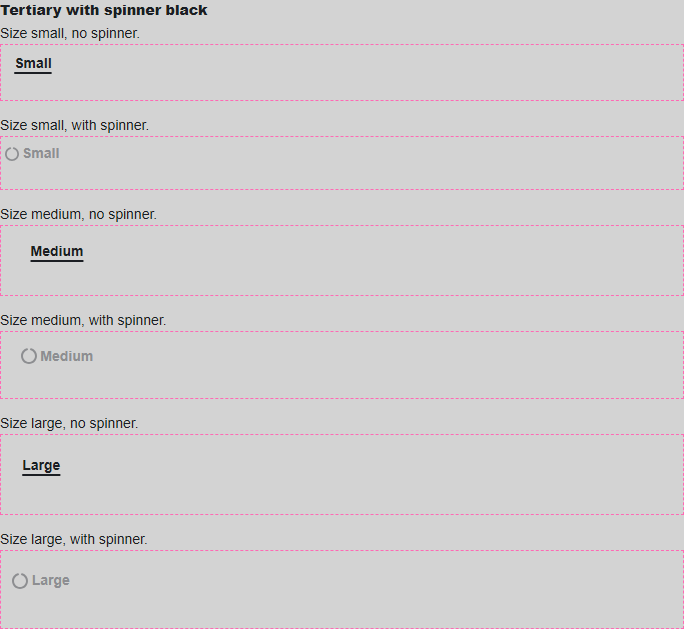 Tertiary with spinner black
Size small, no spinner.
Small
Size small, with spinner.
Small
Size medium, no spinner.
Medium
Size medium, with spinner.
Medium
Size large, no spinner.
Large
Size large, with spinner.
Large